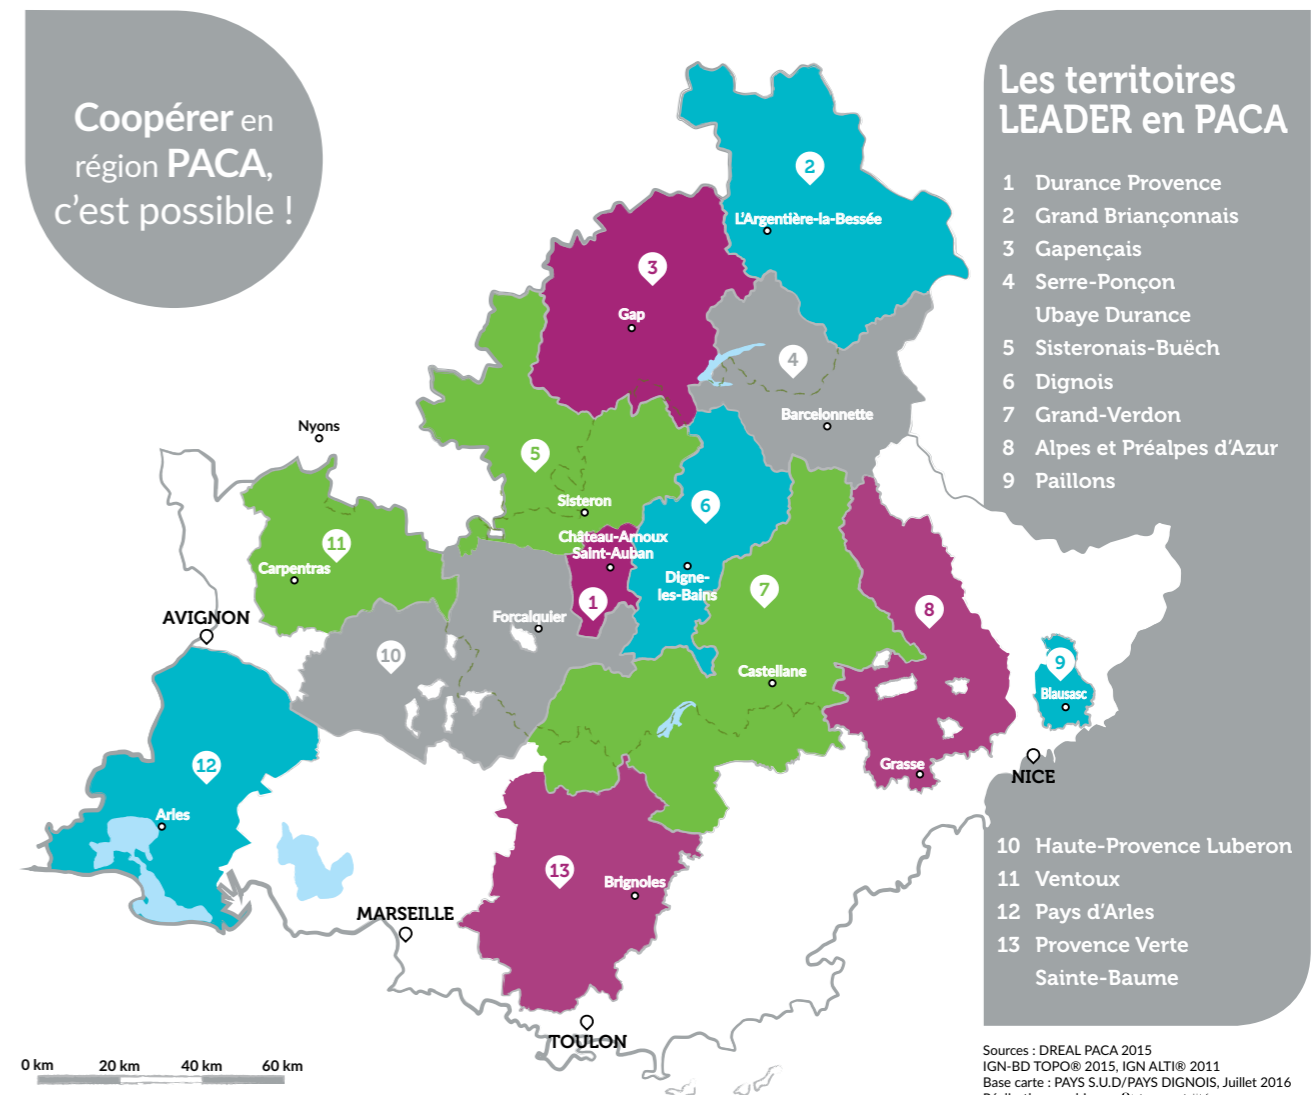 Coopérer en
région PACA,
c'est possible !
Les territoires
LEADER en PACA
1 Durance Provence
2 Grand Briançonnais
3 Gapençais
4 Serre-Ponçon
Ubaye Durance
5 Sisteronais-Buëch
6 Dignois
7 Grand-Verdon
8 Alpes et Préalpes d'Azur
9 Paillons
10 Haute-Provence Luberon
11 Ventoux
12 Pays d'Arles
13 Provence Verte
Sainte-Baume
2
L'Argentière-la-Bessée
3
Gap
4
Barcelonnette
Nyons
5
Sisteron
6
11
Château-Arnoux
Saint-Auban
Carpentras
Digne-
les-Bains
7
1
8
AVIGNON
Forcalquier
10
9
Castellane
Blausasc
12
Grasse
NICE
Arles
13
Brignoles
MARSEILLE
TOULON
0 km 20 km 40 km 60 km
Sources : DREAL PACA 2015
IGN-BD TOPO® 2015, IGN ALTI® 2011
Base carte : PAYS S.U.D/PAYS DIGNOIS, Juillet 2016